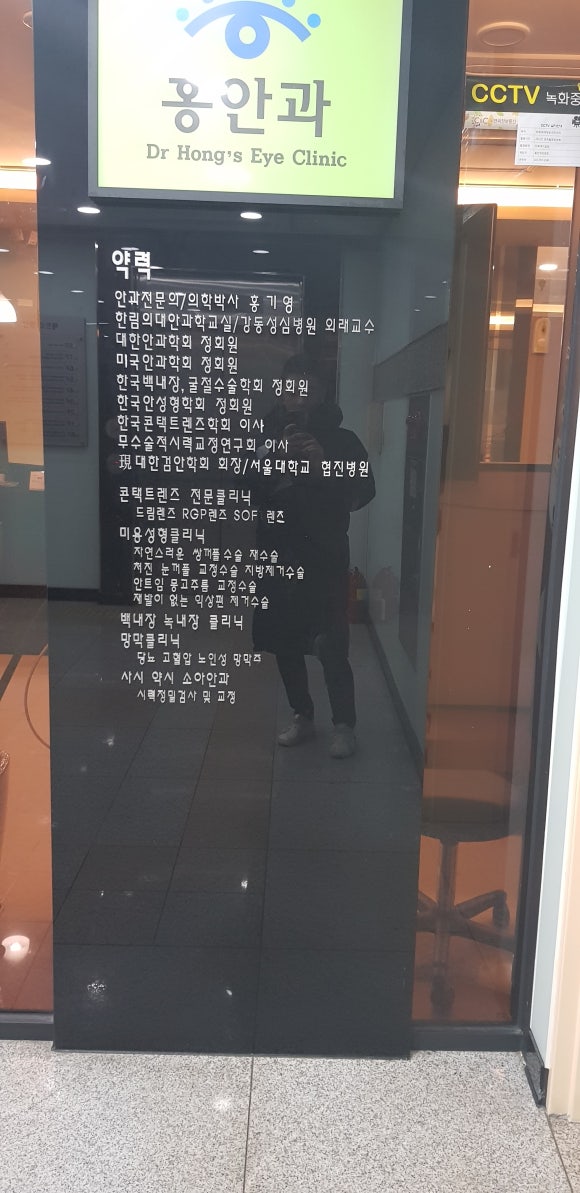 홍안과
Dr Hong's Eye Clinic
CCTV 녹화중
약력
안과전문의/의학박사 홍기영
한림의대안과학교실/강동성심병원 외래교수
대한안과학회 정회원
미국안과학회 정회원
한국백내장,굴절수술학회 정회원
한국안성형학회 정회원
한국콘택트렌즈학회 이사
무수술적시력교정연구회 이사
現대한검안학회 회장/서울대학교 협진병원
콘택트렌즈 전문클리닉
드림렌즈 RGP렌즈 SOF 렌즈
미용성형클리닉
자연스러운 쌍꺼풀수술 재수술
처진 눈꺼풀 교정수술 지방제거수술
안트임 몽고주름 교정수술
재발이 없는 익상편 제거수술
백내장 녹내장 클리닉
망막클리닉
당뇨 고혈압 노인성 망막즈
사시 약시 소아안과
시력정밀검사 및 교정